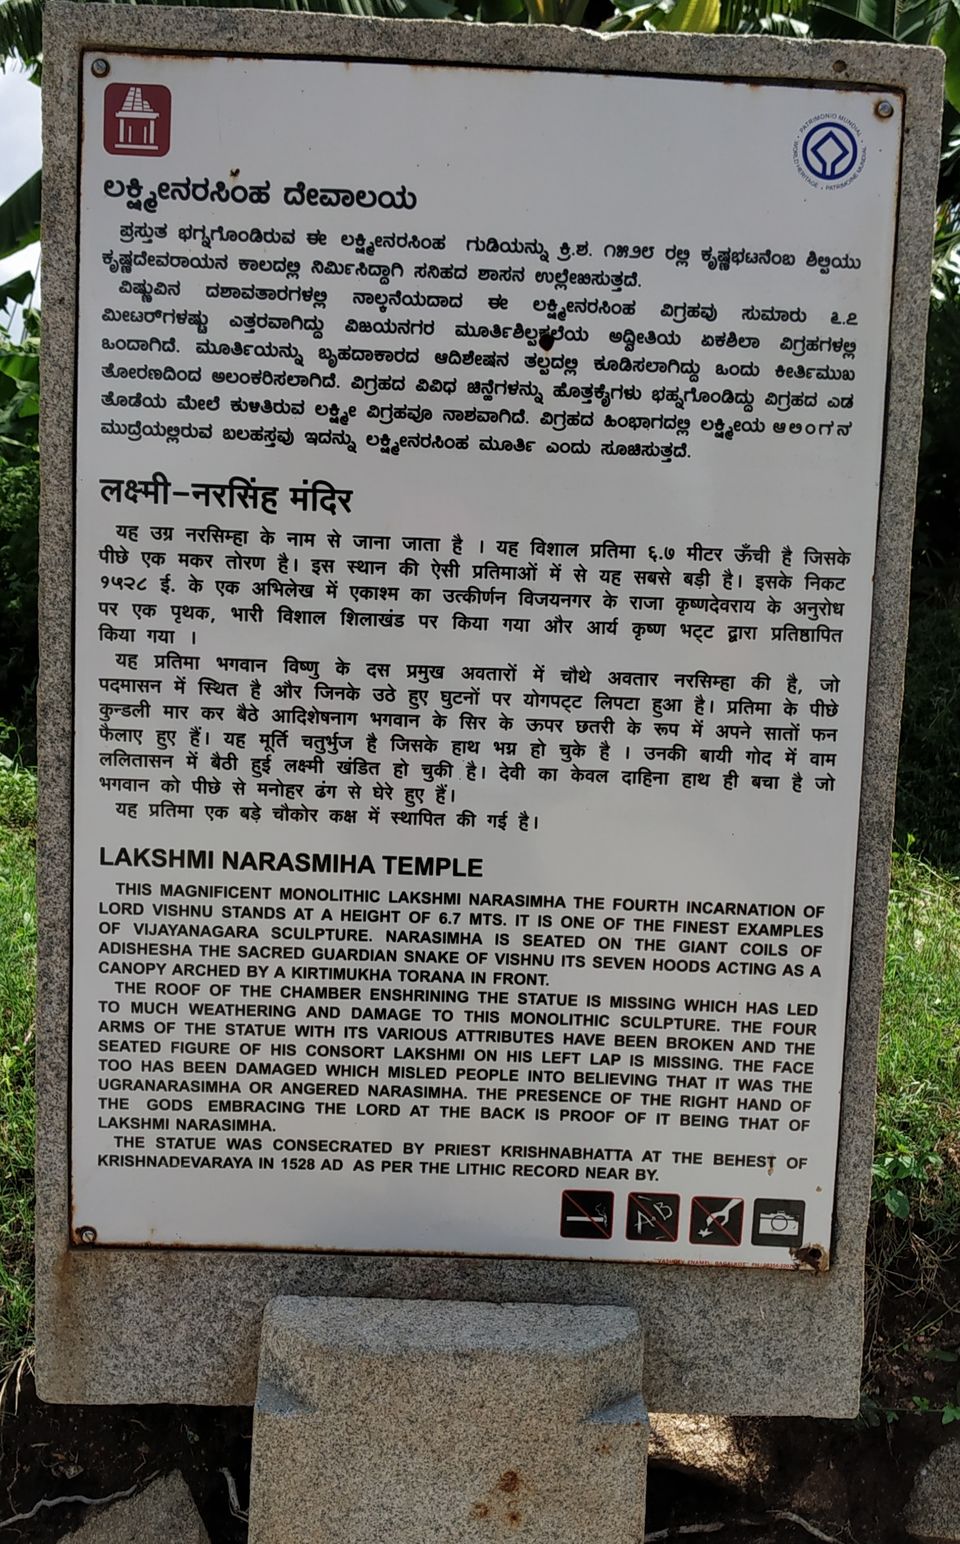 PATRIMONIO MUNDIAL • WORLD HERITAGE • PATRIMOINE MONDIAL
ಲಕ್ಷ್ಮೀನರಸಿಂಹ ದೇವಾಲಯ
ಪ್ರಸ್ತುತ ಭಗ್ನಗೊಂಡಿರುವ ಈ ಲಕ್ಷ್ಮೀನರಸಿಂಹ ಗುಡಿಯನ್ನು ಕ್ರಿ.ಶ. ೧೫೨೮ ರಲ್ಲಿ ಕೃಷ್ಣಭಟನೆಂಬ ಶಿಲ್ಪಿಯು
ಕೃಷ್ಣದೇವರಾಯನ ಕಾಲದಲ್ಲಿ ನಿರ್ಮಿಸಿದ್ದಾಗಿ ಸನಿಹದ ಶಾಸನ ಉಲ್ಲೇಖಿಸುತ್ತದೆ.
ವಿಷ್ಣುವಿನ ದಶಾವತಾರಗಳಲ್ಲಿ ನಾಲ್ಕನೆಯದಾದ ಈ ಲಕ್ಷ್ಮೀನರಸಿಂಹ ವಿಗ್ರಹವು ಸುಮಾರು ೬.೭
ಮೀಟರ್‌ಗಳಷ್ಟು ಎತ್ತರವಾಗಿದ್ದು ವಿಜಯನಗರ ಮೂರ್ತಿಶಿಲ್ಪಕಲೆಯ ಅದ್ವೀತಿಯ ಏಕಶಿಲಾ ವಿಗ್ರಹಗಳಲ್ಲಿ
ಒಂದಾಗಿದೆ. ಮೂರ್ತಿಯನ್ನು ಬೃಹದಾಕಾರದ ಆದಿಶೇಷನ ತಲ್ಪದಲ್ಲಿ ಕೂಡಿಸಲಾಗಿದ್ದು ಒಂದು ಕೀರ್ತಿಮುಖ
ತೋರಣದಿಂದ ಅಲಂಕರಿಸಲಾಗಿದೆ. ವಿಗ್ರಹದ ವಿವಿಧ ಚಿನ್ಹೆಗಳನ್ನು ಹೊತ್ತಕೈಗಳು ಭಹ್ನಗೊಂಡಿದ್ದು ವಿಗ್ರಹದ ಎಡ
ತೊಡೆಯ ಮೇಲೆ ಕುಳಿತಿರುವ ಲಕ್ಷ್ಮೀ ವಿಗ್ರಹವೂ ನಾಶವಾಗಿದೆ. ವಿಗ್ರಹದ ಹಿಂಭಾಗದಲ್ಲಿ ಲಕ್ಷ್ಮೀಯ ಆಲಿಂಗನ
ಮುದ್ರೆಯಲ್ಲಿರುವ ಬಲಹಸ್ತವು ಇದನ್ನು ಲಕ್ಷ್ಮೀನರಸಿಂಹ ಮೂರ್ತಿ ಎಂದು ಸೂಚಿಸುತ್ತದೆ.
लक्ष्मी-नरसिंह मंदिर
यह उग्र नरसिम्हा के नाम से जाना जाता है । यह विशाल प्रतिमा ६.७ मीटर ऊँची है जिसके
पीछे एक मकर तोरण है। इस स्थान की ऐसी प्रतिमाओं में से यह सबसे बड़ी है। इसके निकट
१५२८ ई. के एक अभिलेख में एकाश्म का उत्कीर्णन विजयनगर के राजा कृष्णदेवराय के अनुरोध
पर एक पृथक, भारी विशाल शिलाखंड पर किया गया और आर्य कृष्ण भट्ट द्वारा प्रतिष्ठापित
किया गया ।
यह प्रतिमा भगवान विष्णु के दस प्रमुख अवतारों में चौथे अवतार नरसिम्हा की है, जो
पदमासन में स्थित है और जिनके उठे हुए घुटनों पर योगपट्ट लिपटा हुआ है। प्रतिमा के पीछे
कुन्डली मार कर बैठे आदिशेषनाग भगवान के सिर के ऊपर छतरी के रूप में अपने सातों फन
फैलाए हुए हैं। यह मूर्ति चतुर्भुज है जिसके हाथ भग्न हो चुके है । उनकी बायी गोद में वाम
ललितासन में बैठी हुई लक्ष्मी खंडित हो चुकी है। देवी का केवल दाहिना हाथ ही बचा है जो
भगवान को पीछे से मनोहर ढंग से घेरे हुए हैं।
यह प्रतिमा एक बड़े चौकोर कक्ष में स्थापित की गई है।
LAKSHMI NARASMIHA TEMPLE
THIS MAGNIFICENT MONOLITHIC LAKSHMI NARASIMHA THE FOURTH INCARNATION OF
LORD VISHNU STANDS AT A HEIGHT OF 6.7 MTS. IT IS ONE OF THE FINEST EXAMPLES
OF VIJAYANAGARA SCULPTURE. NARASIMHA IS SEATED ON THE GIANT COILS OF
ADISHESHA THE SACRED GUARDIAN SNAKE OF VISHNU ITS SEVEN HOODS ACTING AS A
CANOPY ARCHED BY A KIRTIMUKHA TORANA IN FRONT.
THE ROOF OF THE CHAMBER ENSHRINING THE STATUE IS MISSING WHICH HAS LED
TO MUCH WEATHERING AND DAMAGE TO THIS MONOLITHIC SCULPTURE. THE FOUR
ARMS OF THE STATUE WITH ITS VARIOUS ATTRIBUTES HAVE BEEN BROKEN AND THE
SEATED FIGURE OF HIS CONSORT LAKSHMI ON HIS LEFT LAP IS MISSING. THE FACE
TOO HAS BEEN DAMAGED WHICH MISLED PEOPLE INTO BELIEVING THAT IT WAS THE
UGRANARASIMHA OR ANGERED NARASIMHA. THE PRESENCE OF THE RIGHT HAND OF
THE GODS EMBRACING THE LORD AT THE BACK IS PROOF OF IT BEING THAT OF
LAKSHMI NARASIMHA.
THE STATUE WAS CONSECRATED BY PRIEST KRISHNABHATTA AT THE BEHEST OF
KRISHNADEVARAYA IN 1528 AD AS PER THE LITHIC RECORD NEAR BY.
AB